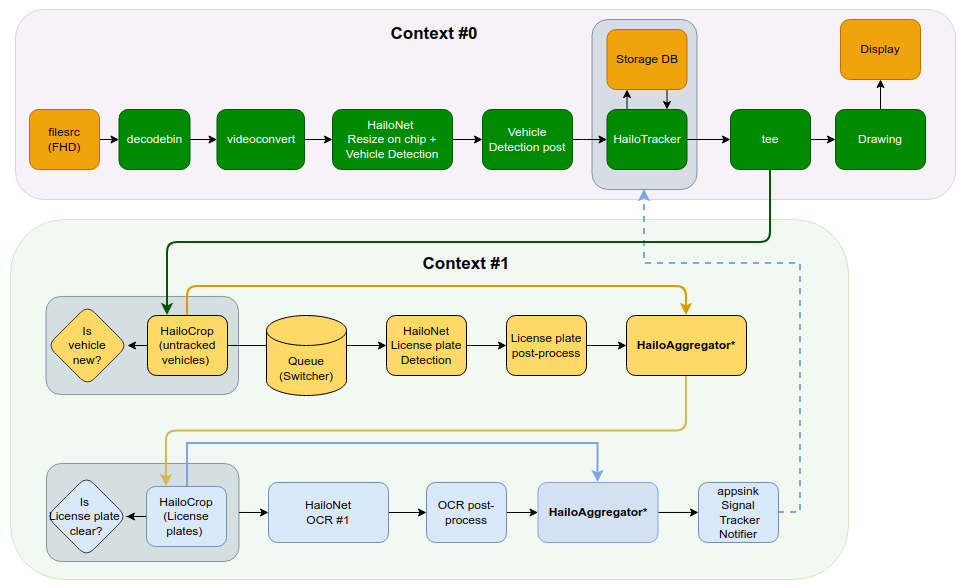 Context #0
Storage DB
Display
filesrc
(FHD)
decodebin
videoconvert
HailoNet
Resize on chip +
Vehicle Detection
Vehicle
Detection post
HailoTracker
tee
Drawing
Context #1
Is
vehicle
new?
HailoCrop
(untracked
vehicles)
Queue
(Switcher)
HailoNet
License plate
Detection
License plate
post-process
HailoAggregator*
Is
License plate
clear?
HailoCrop
(License
plates)
HailoNet
OCR #1
OCR post-
process
HailoAggregator*
appsink
Signal
Tracker
Notifier